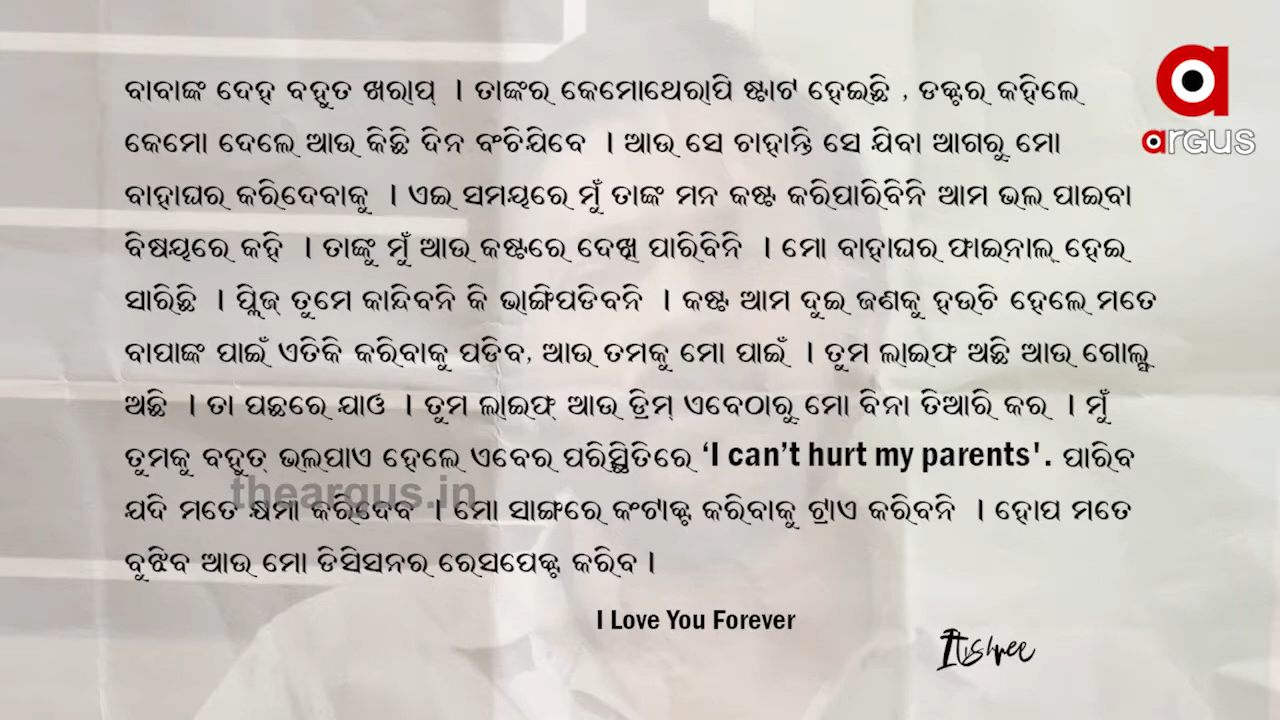 ବାବାଙ୍କ ଦେହ ବହୁତ ଖରାପ୍ । ତାଙ୍କର କେମୋଥେରାପି ଷ୍ଟାଟ ହେଇଛି , ଡକ୍ଟର କହିଲେ
argus
କେମୋ ଦେଲେ ଆଉ କିଛି ଦିନ ବଂଚିଯିବେ । ଆଉ ସେ ଚାହାନ୍ତି ସେ ଯିବା ଆଗରୁ ମୋ
ବାହାଘର କରିଦେବାକୁ । ଏଇ ସମୟରେ ମୁଁ ତାଙ୍କ ମନ କଷ୍ଟ କରିପାରିବିନି ଆମ ଭଲ ପାଇବା
ବିଷୟରେ କହି । ତାଙ୍କୁ ମୁଁ ଆଉ କଷ୍ଟରେ ଦେଖି ପାରିବିନି । ମୋ ବାହାଘର ଫାଇନାଲ୍ ହେଇ
ସାରିଛି । ପ୍ଲିଜ୍ ତୁମେ କାନ୍ଦିବନି କି ଭାଙ୍ଗିପଡିବନି । କଷ୍ଟ ଆମ ଦୁଇ ଜଣକୁ ହଉଚି ହେଲେ ମତେ
ବାପାଙ୍କ ପାଇଁ ଏତିକି କରିବାକୁ ପଡିବ, ଆଉ ତମକୁ ମୋ ପାଇଁ । ତୁମ ଲାଇଫ ଅଛି ଆଉ ଗୋଲ୍ସ
ଅଛି । ତା ପଛରେ ଯାଓ । ତୁମ ଲାଇଫ୍ ଆଉ ଡ୍ରିମ୍ ଏବେଠାରୁ ମୋ ବିନା ତିଆରି କର । ମୁଁ
ତୁମକୁ ବହୁତ୍ ଭଲ୍‌ପାଏ ହେଲେ ଏବେର ପରିସ୍ଥିତିରେ ‘I can’t hurt my parents'. ପାରିବ
theargus.in
ଯଦି ମତେ କ୍ଷମା କରିଦେବ । ମୋ ସାଙ୍ଗରେ କଂଟାକ୍ଟ କରିବାକୁ ଟ୍ରାଏ କରିବନି । ହୋପ ମତେ
ବୁଝିବ ଆଉ ମୋ ଡିସିସନର ରେସପେକ୍ଟ କରିବ ।
I Love You Forever
Itishree